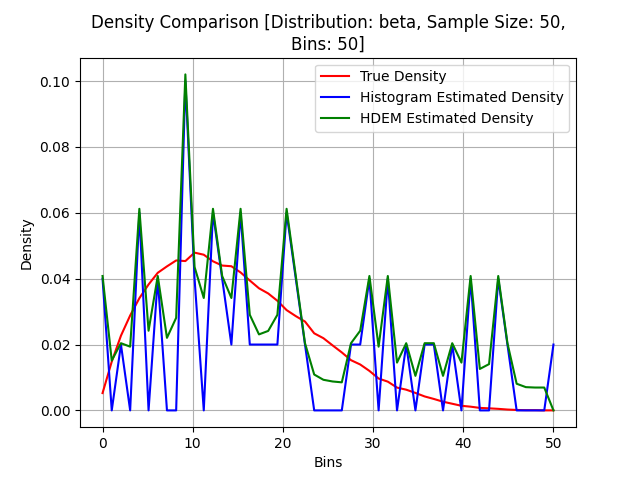 Density Comparison [Distribution: beta, Sample Size: 50,
Bins: 50]
True Density
Histogram Estimated Density
HDEM Estimated Density
Density
0.10
0.08
0.06
0.04
0.02
0.00
0 10 20 30 40 50
Bins